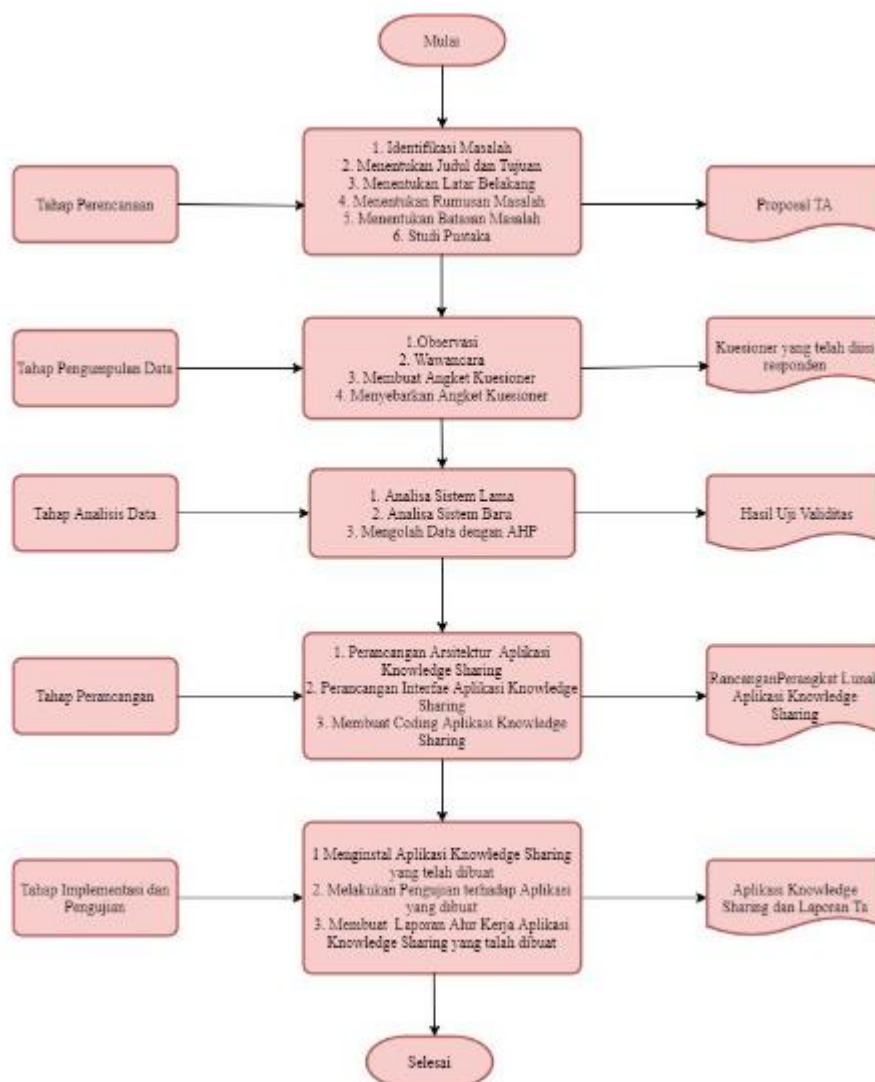 Mulai
Tahap Perencanaan
1. Identifikasi Masalah
2. Menentukan Judul dan Tujuan
3. Menentukan Latar Belakang
4. Menentukan Rumusan Masalah
5. Menentukan Batasan Masalah
6. Studi Pustaka
Proposal TA
Tahap Pengumpulan Data
1.Observasi
2. Wawancara
3. Membuat Angket Kuesioner
4. Menyebarkan Angket Kuesioner
Kuesioner yang telah diisi
responden
Tahap Analisis Data
1. Analisa Sistem Lama
2. Analisa Sistem Baru
3. Mengolah Data dengan AHP
Hasil Uji Validitas
Tahap Perancangan
1. Perancangan Arsitektur Aplikasi
Knowledge Sharing
2. Perancangan Interfae Aplikasi Knowledge
Sharing
3. Membuat Coding Aplikasi Knowledge
Sharing
RancanganPerangkat Lunak
Aplikasi Knowledge
Sharing
Tahap Implementasi dan
Pengujian
1 Menginstal Aplikasi Knowledge Sharing
yang telah dibuat
2. Melakukan Pengujian terhadap Aplikasi
yang dibuat
3. Membuat Laporan Alur Kerja Aplikasi
Knowledge Sharing yang talah dibuat
Aplikasi Knowledge
Sharing dan Laporan Ta
Selesai